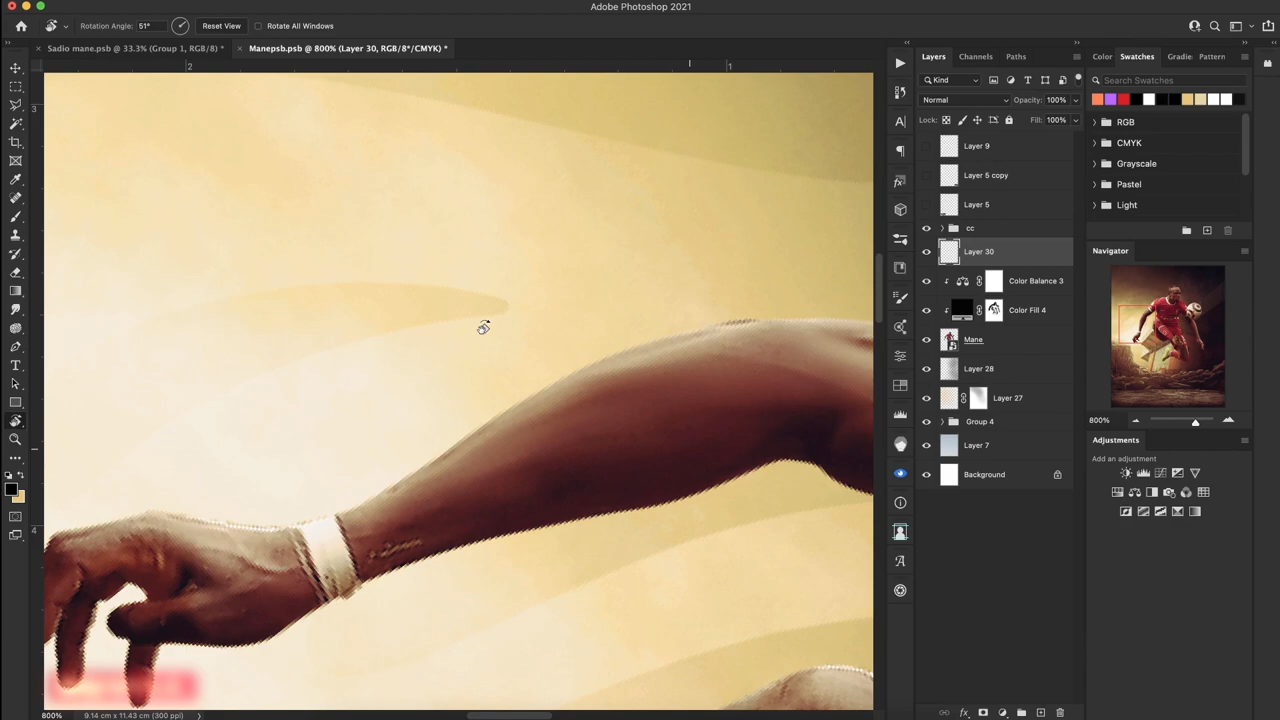 Adobe Photoshop 2021
Rotation Angle: 51° Reset View Rotate All Windows
Sadio mane.psb @ 33.3% (Group 1, RGB/8) * Manepsb.psb @ 800% (Layer 30, RGB/8*/CMYK) *
2 1
3
4
Layers Channels Paths
Kind
Normal Opacity: 100%
Lock: Fill: 100%
Layer 9
Layer 5 copy
Layer 5
cc
Layer 30
Color Balance 3
Color Fill 4
Mane
Layer 28
Layer 27
Group 4
Layer 7
Background
Color Swatches Gradie Pattern
Search Swatches
RGB
CMYK
Grayscale
Pastel
Light
Navigator
800%
Adjustments
Add an adjustment
800% 9.14 cm x 11.43 cm (300 ppi)